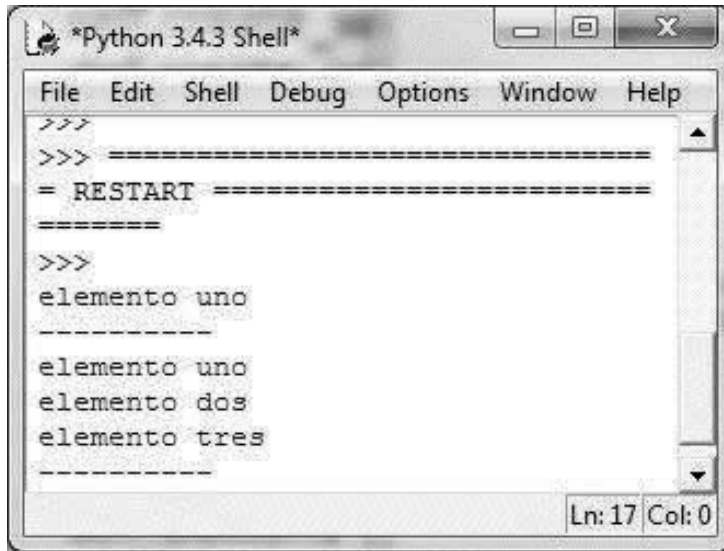 *Python 3.4.3 Shell*
File Edit Shell Debug Options Window Help
>>>
>>> ==============================
= RESTART ========================
=======
>>>
elemento uno
----------
elemento uno
elemento dos
elemento tres
----------
Ln: 17 Col: 0